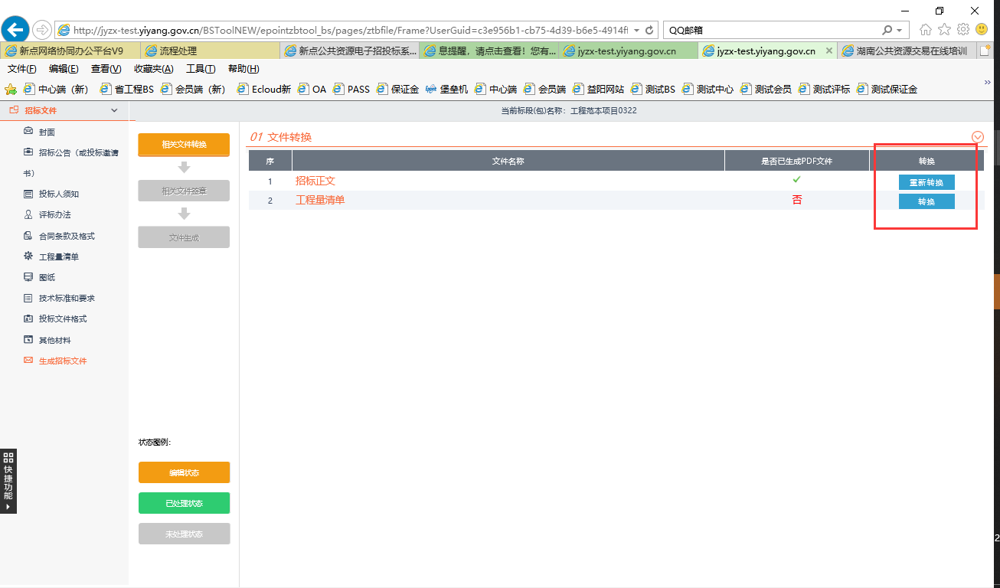 http://jyzx-test.yiyang.gov.cn/BSToolNEW/epointzbtool_bs/pages/ztbfile/Frame?UserGuid=c3e956b1-cb75-4d39-b6e5-4914ff
QQ邮箱
新点网络协同办公平台V9
流程处理
新点公共资源电子招投标系...
息提醒，请点击查看！您有...
jyzx-test.yiyang.gov.cn
jyzx-test.yiyang.gov.cn
湖南公共资源交易在线培训
文件(F) 编辑(E) 查看(V) 收藏夹(A) 工具(T) 帮助(H)
中心端（新） 省工程BS 会员端（新） Ecloud新 OA PASS 保证金 堡垒机 中心端 会员端 益阳网站 测试BS 测试中心 测试会员 测试评标 测试保证金
招标文件
当前标段(包)名称：工程范本项目0322
封面
招标公告（或投标邀请
书）
投标人须知
评标办法
合同条款及格式
工程量清单
图纸
技术标准和要求
投标文件格式
其他材料
生成招标文件
相关文件转换
相关文件签章
文件生成
状态图例:
编辑状态
已处理状态
未处理状态
01 文件转换
序 文件名称 是否已生成PDF文件 转换
1 招标正文 重新转换
2 工程量清单 否 转换
快捷功能
2